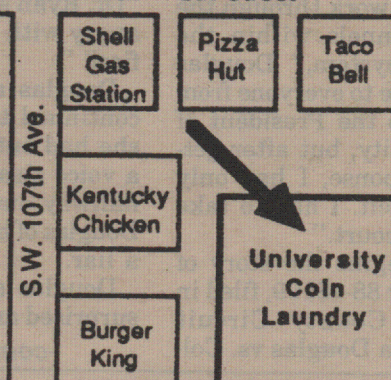 Shell
Gas
Station
Pizza
Hut
Taco
Bell
S.W. 107th Ave.
Kentucky
Chicken
University
Coin
Laundry
Burger
King